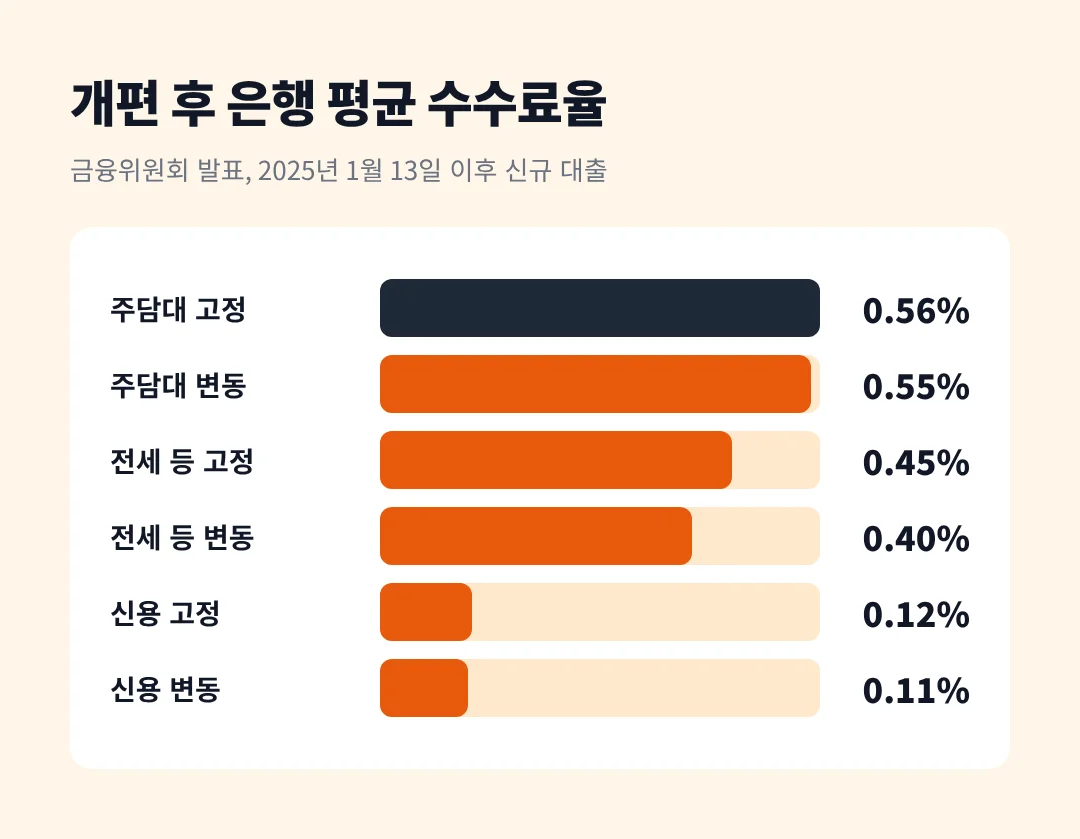 개편 후 은행 평균 수수료율
금융위원회 발표, 2025년 1월 13일 이후 신규 대출
주담대 고정 0.56%
주담대 변동 0.55%
전세 등 고정 0.45%
전세 등 변동 0.40%
신용 고정 0.12%
신용 변동 0.11%